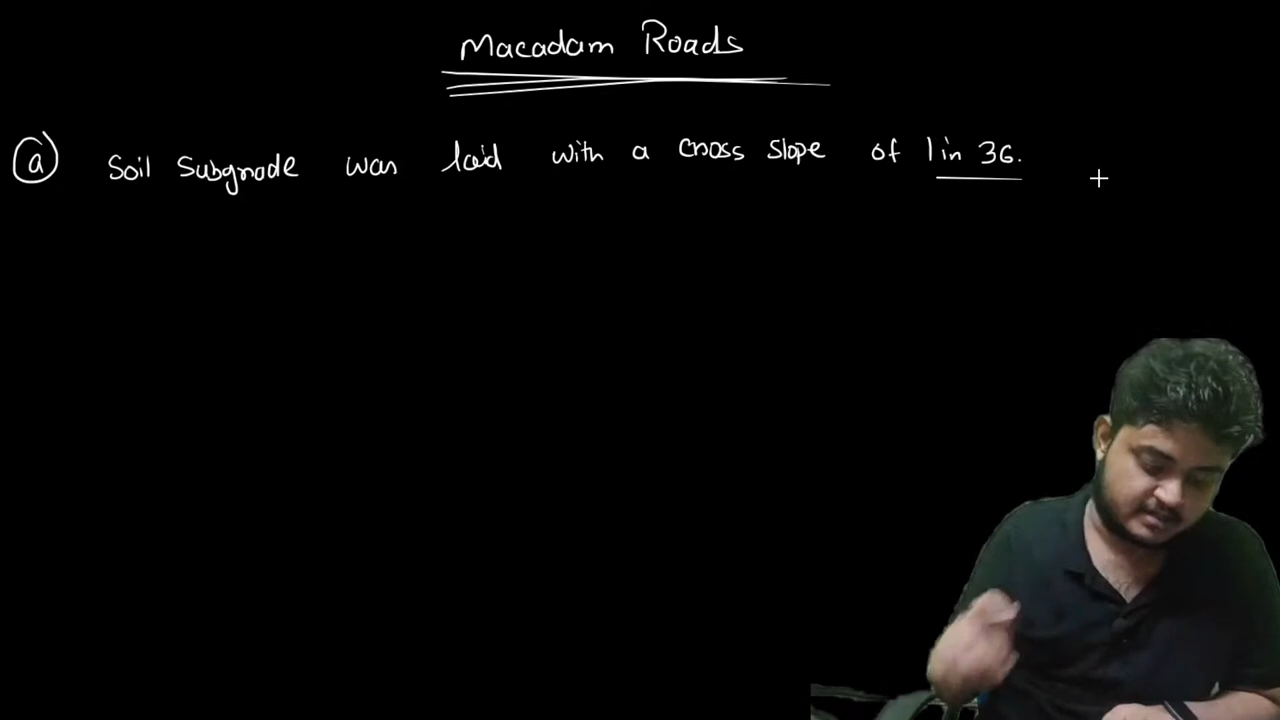 Macadam Roads
ⓐ Soil Subgrade was laid with a cross slope of 1 in 36.